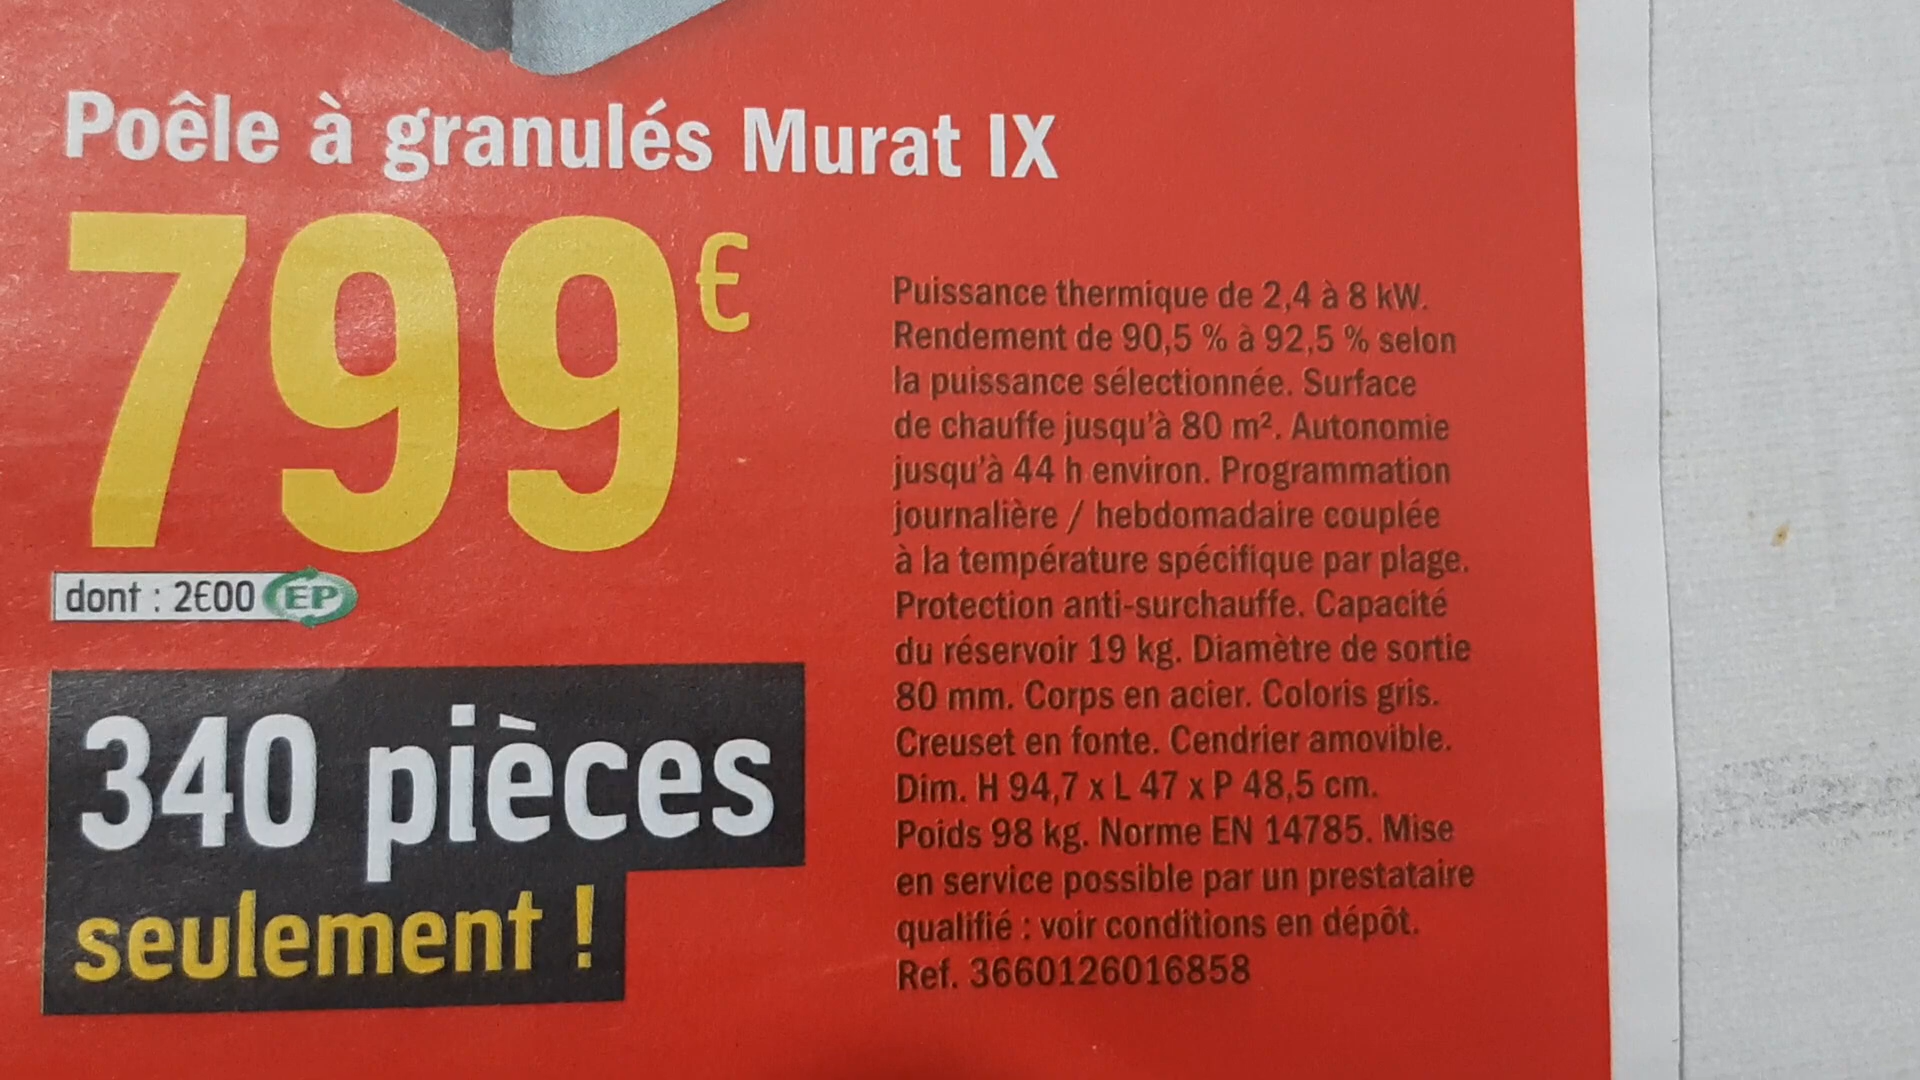 Poêle à granulés Murat IX
799€
dont : 2€00 EP
340 pièces
seulement !
Puissance thermique de 2,4 à 8 kW.
Rendement de 90,5 % à 92,5 % selon
la puissance sélectionnée. Surface
de chauffe jusqu'à 80 m². Autonomie
jusqu'à 44 h environ. Programmation
journalière / hebdomadaire couplée
à la température spécifique par plage.
Protection anti-surchauffe. Capacité
du réservoir 19 kg. Diamètre de sortie
80 mm. Corps en acier. Coloris gris.
Creuset en fonte. Cendrier amovible.
Dim. H 94,7 x L 47 x P 48,5 cm.
Poids 98 kg. Norme EN 14785. Mise
en service possible par un prestataire
qualifié : voir conditions en dépôt.
Ref. 3660126016858